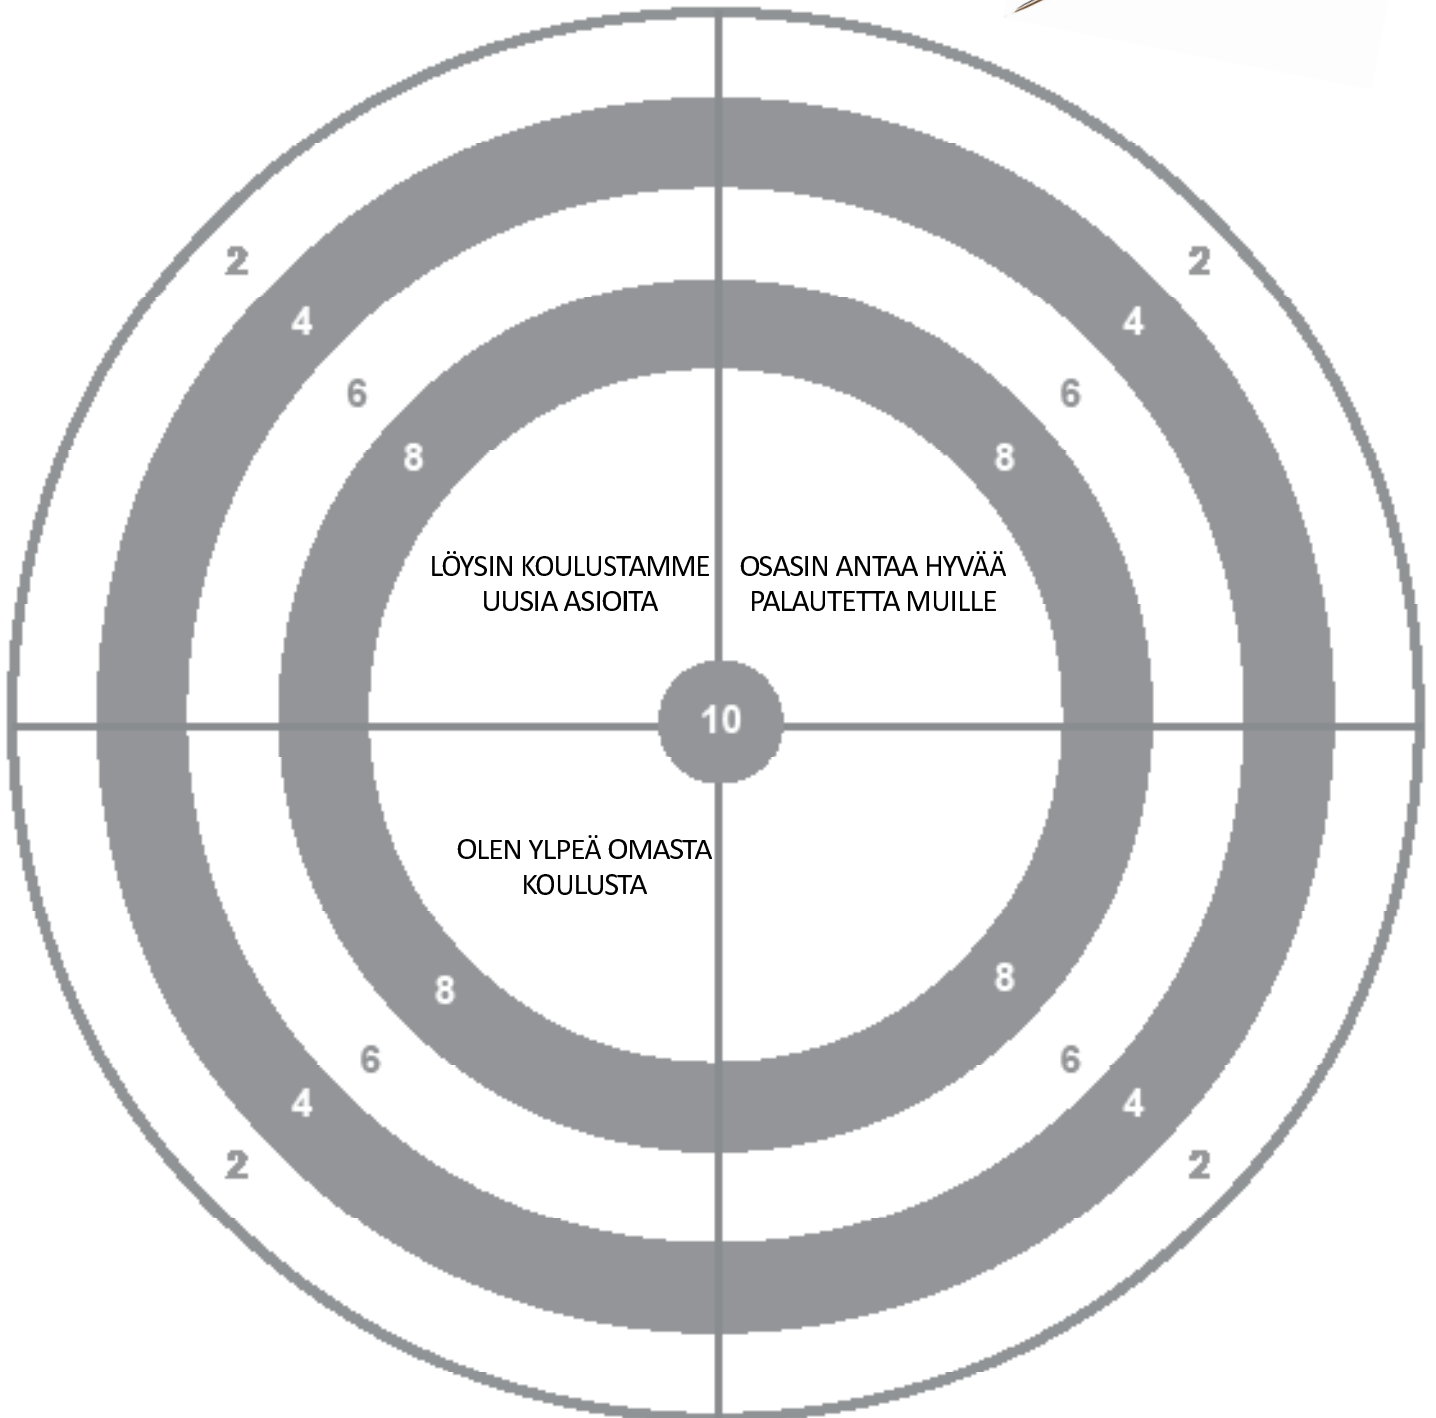 2 2
4 4
6 6
8 8
LÖYSIN KOULUSTAMME
UUSIA ASIOITA
OSASIN ANTAA HYVÄÄ
PALAUTETTA MUILLE
10
OLEN YLPEÄ OMASTA
KOULUSTA
8 8
6 6
4 4
2 2